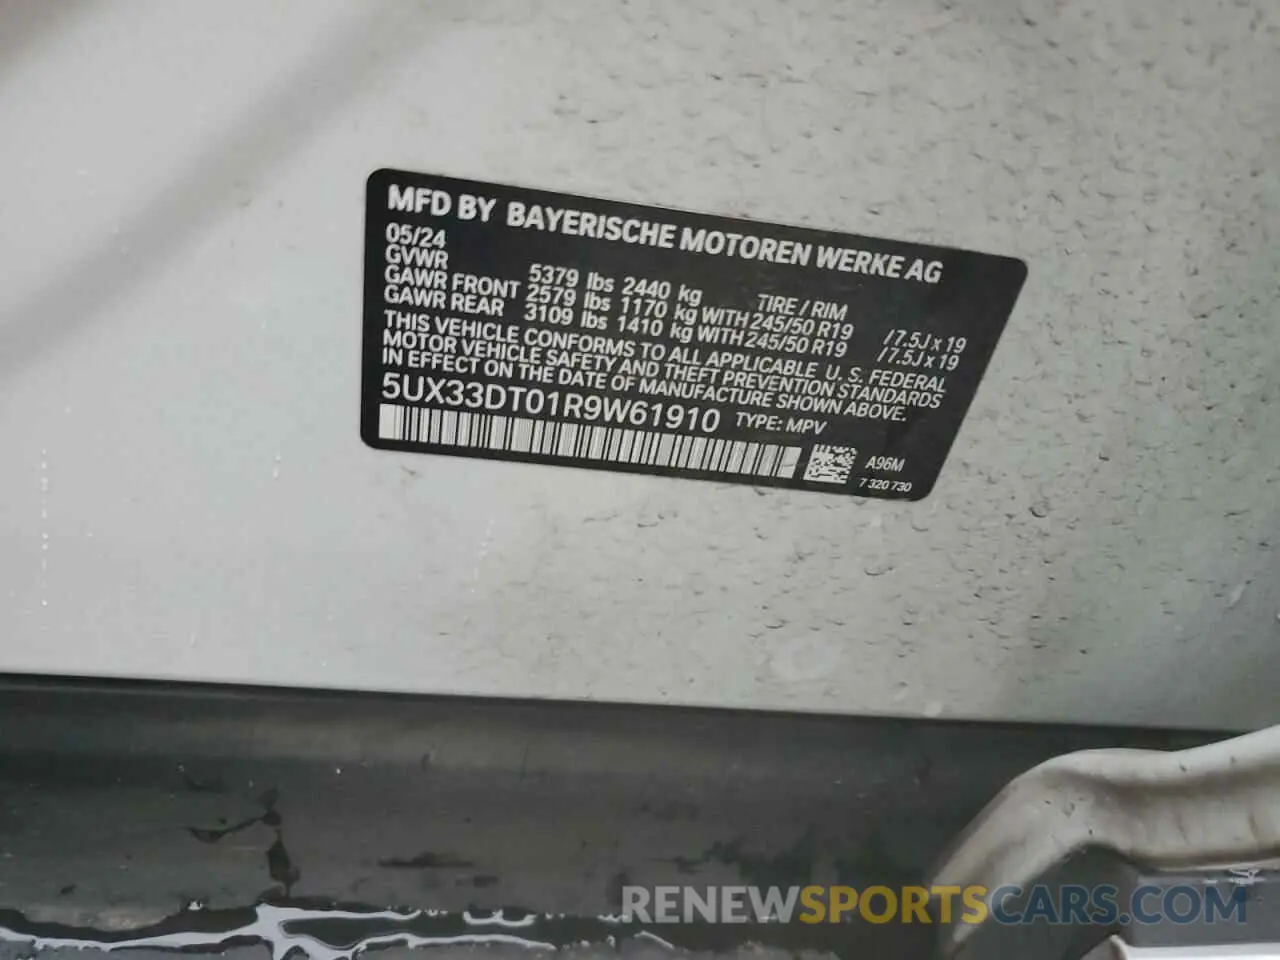 MFD BY BAYERISCHE MOTOREN WERKE AG
05/24
GVWR 5379 lbs 2440 kg TIRE / RIM
GAWR FRONT 2579 lbs 1170 kg WITH 245/50 R19 / 7.5J x 19
GAWR REAR 3109 lbs 1410 kg WITH 245/50 R19 / 7.5J x 19
THIS VEHICLE CONFORMS TO ALL APPLICABLE U. S. FEDERAL
MOTOR VEHICLE SAFETY AND THEFT PREVENTION STANDARDS
IN EFFECT ON THE DATE OF MANUFACTURE SHOWN ABOVE.
5UX33DT01R9W61910 TYPE: MPV
A96M
7 320 730
RENEWSPORTSCARS.COM